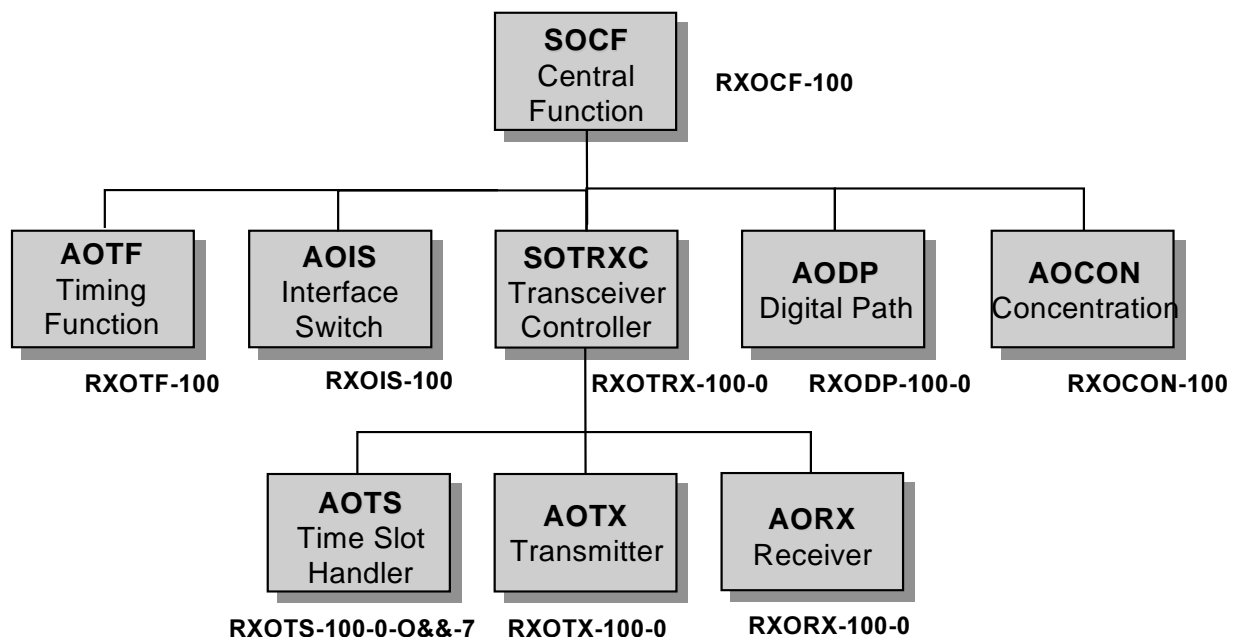 SOCF
Central
Function
RXOCF-100
AOTF
Timing
Function
RXOTF-100
AOIS
Interface
Switch
RXOIS-100
SOTRXC
Transceiver
Controller
RXOTRX-100-0
AODP
Digital Path
RXODP-100-0
AOCON
Concentration
RXOCON-100
AOTS
Time Slot
Handler
RXOTS-100-0-O&&-7
AOTX
Transmitter
RXOTX-100-0
AORX
Receiver
RXORX-100-0